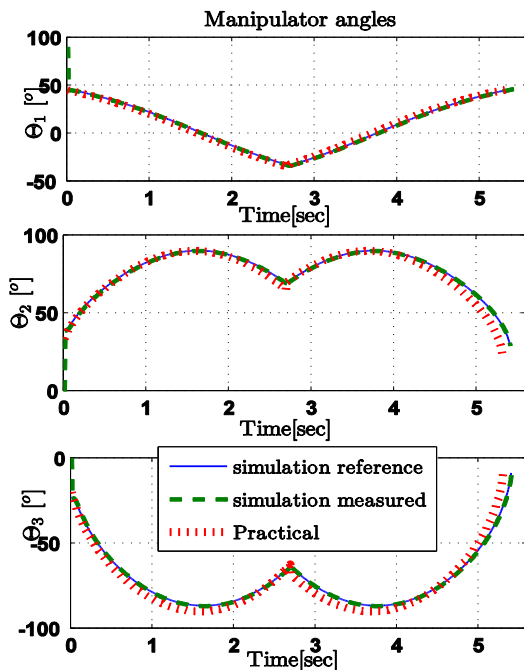 Manipulator angles
100
50
0
-50
Θ1 [o]
0 1 2 3 4 5
Time[sec]
100
50
0
Θ2 [o]
0 1 2 3 4 5
Time[sec]
0
-50
-100
Θ3 [o]
simulation reference
simulation measured
Practical
0 1 2 3 4 5
Time[sec]